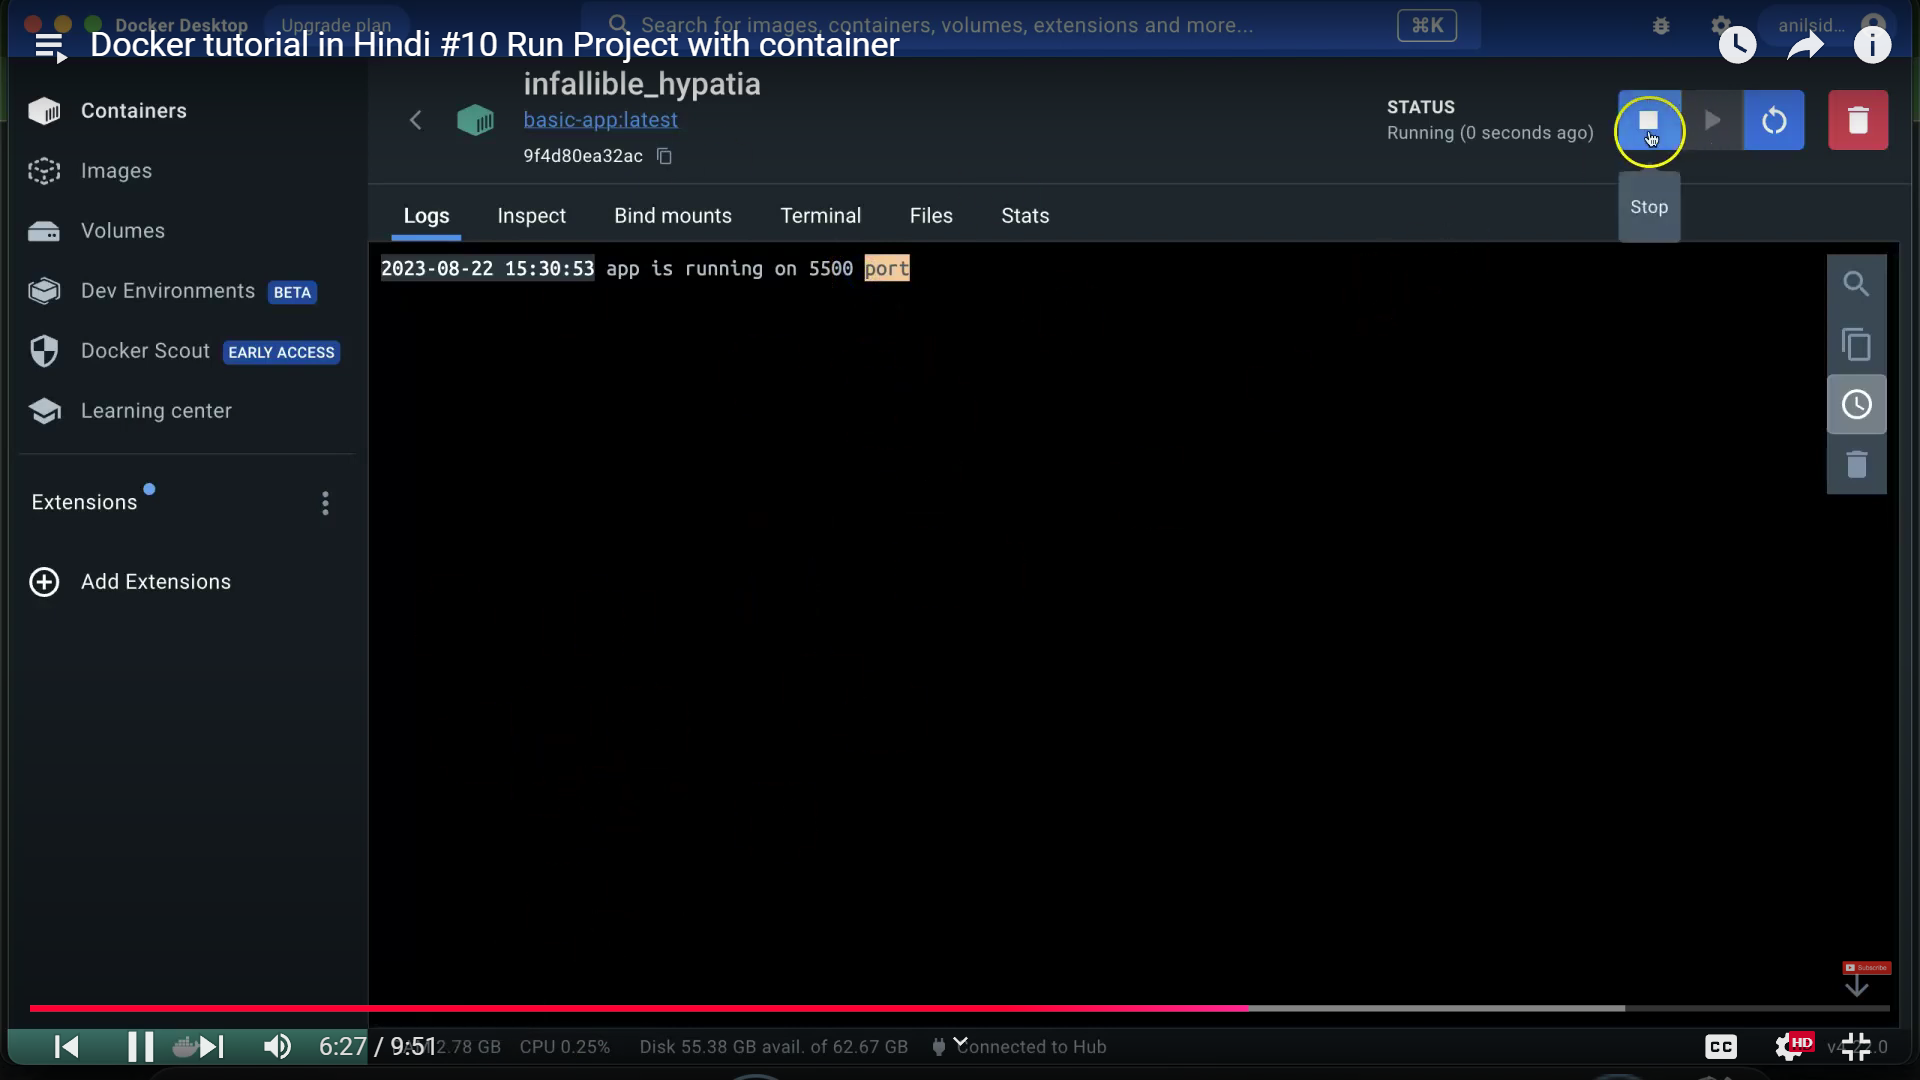 Docker Desktop
Upgrade plan
Search for images, containers, volumes, extensions and more...
⌘K
anilsid...
Docker tutorial in Hindi #10 Run Project with container
infallible_hypatia
basic-app:latest
9f4d80ea32ac
STATUS
Running (0 seconds ago)
Stop
Containers
Images
Volumes
Dev Environments BETA
Docker Scout EARLY ACCESS
Learning center
Extensions
Add Extensions
Logs Inspect Bind mounts Terminal Files Stats
2023-08-22 15:30:53 app is running on 5500 port
Subscribe
6:27 / 9:51
2.78 GB CPU 0.25% Disk 55.38 GB avail. of 62.67 GB Connected to Hub
CC
HD